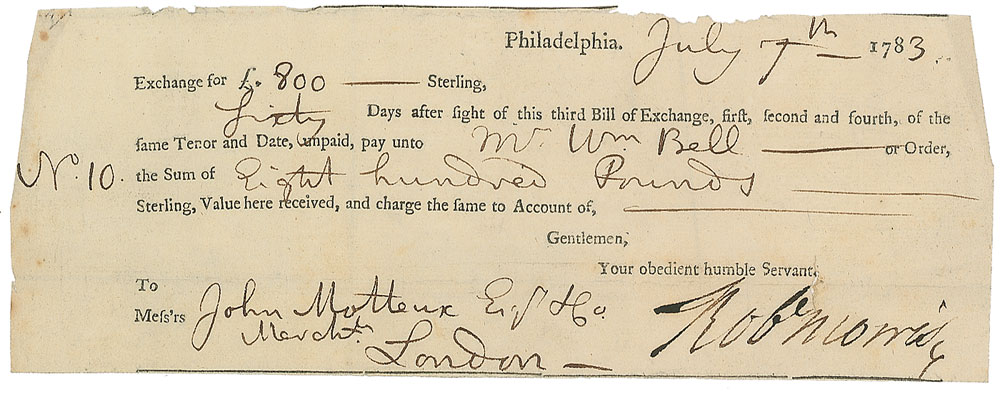 Philadelphia. July 7th 1783.
Exchange for £. 800 Sterling,
Sixty Days after ſight of this third Bill of Exchange, firſt, ſecond and fourth, of the
ſame Tenor and Date, unpaid, pay unto Mr. Wm Bell or Order,
No. 10. the Sum of Eight hundred Pounds
Sterling, Value here received, and charge the ſame to Account of,
Gentlemen,
Your obedient humble Servant,
To
Meſs'rs John Motteux Esqr & Co
Mercht.
London
Robt Morris